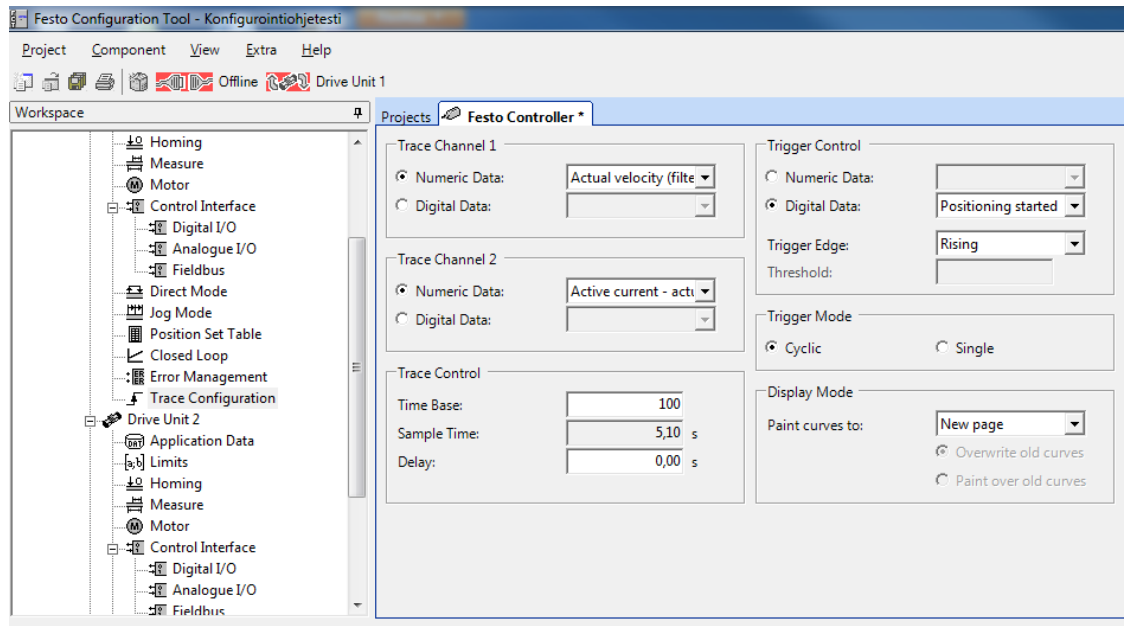 Festo Configuration Tool - Konfigurointiohjetesti
Project Component View Extra Help
Offline Drive Unit 1
Workspace
Homing
Measure
Motor
Control Interface
Digital I/O
Analogue I/O
Fieldbus
Direct Mode
Jog Mode
Position Set Table
Closed Loop
Error Management
Trace Configuration
Drive Unit 2
Application Data
Limits
Homing
Measure
Motor
Control Interface
Digital I/O
Analogue I/O
Fieldbus
Projects Festo Controller *
Trace Channel 1
Numeric Data: Actual velocity (filte
Digital Data:
Trace Channel 2
Numeric Data: Active current - actu
Digital Data:
Trace Control
Time Base: 100
Sample Time: 5,10 s
Delay: 0,00 s
Trigger Control
Numeric Data:
Digital Data: Positioning started
Trigger Edge: Rising
Threshold:
Trigger Mode
Cyclic Single
Display Mode
Paint curves to: New page
Overwrite old curves
Paint over old curves